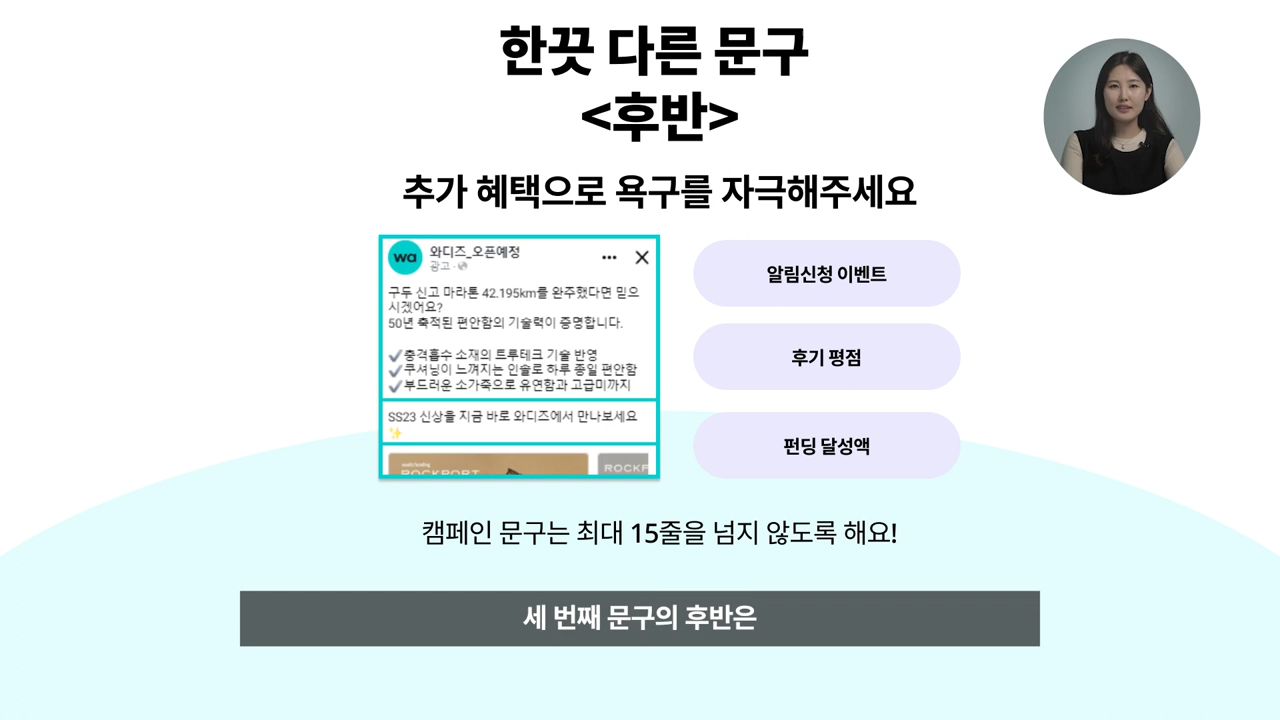 한끗 다른 문구
<후반>
추가 혜택으로 욕구를 자극해주세요
wa
와디즈_오픈예정
광고
구두 신고 마라톤 42.195km를 완주했다면 믿으
시겠어요?
50년 축적된 편안함의 기술력이 증명합니다.
✔충격흡수 소재의 트루테크 기술 반영
✔쿠셔닝이 느껴지는 인솔로 하루 종일 편안함
✔부드러운 소가죽으로 유연함과 고급미까지
SS23 신상을 지금 바로 와디즈에서 만나보세요
✨
ROCKPORT
ROCKP
알림신청 이벤트
후기 평점
펀딩 달성액
캠페인 문구는 최대 15줄을 넘지 않도록 해요!
세 번째 문구의 후반은